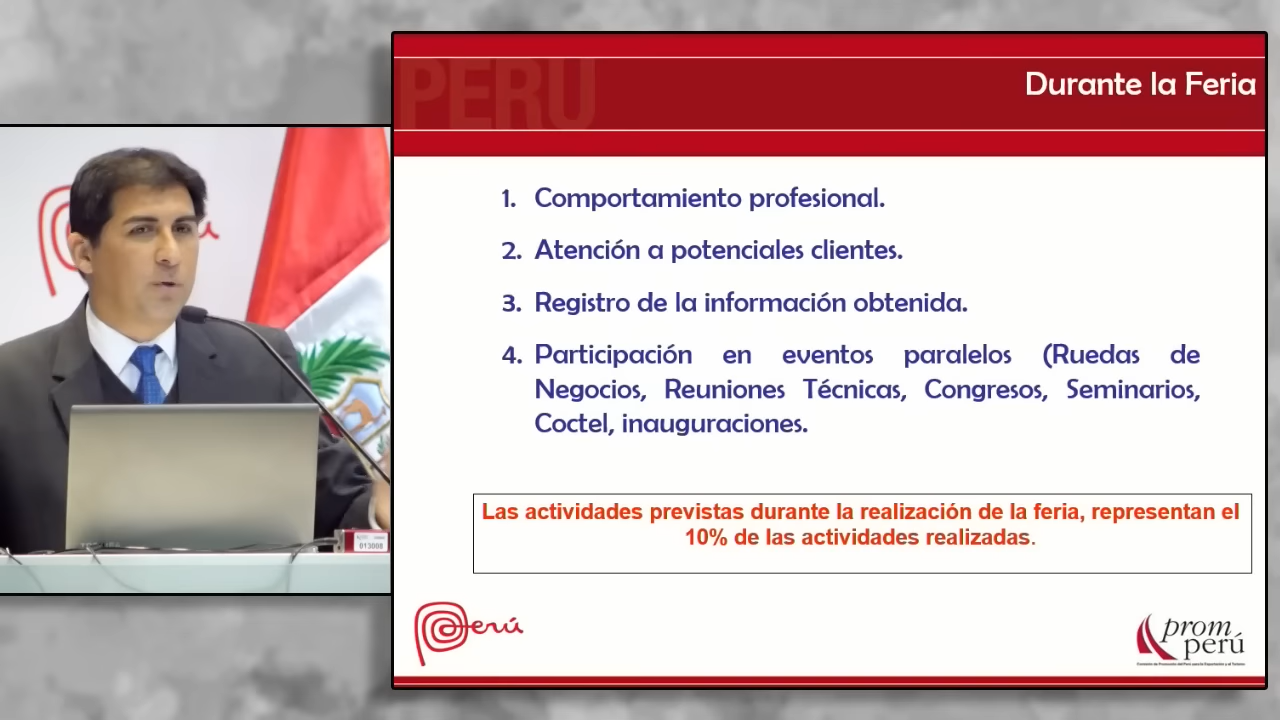 PERÚ
Durante la Feria
1. Comportamiento profesional.
2. Atención a potenciales clientes.
3. Registro de la información obtenida.
4. Participación en eventos paralelos (Ruedas de
Negocios, Reuniones Técnicas, Congresos, Seminarios,
Coctel, inauguraciones.
Las actividades previstas durante la realización de la feria, representan el
10% de las actividades realizadas.
Perú
prom
perú